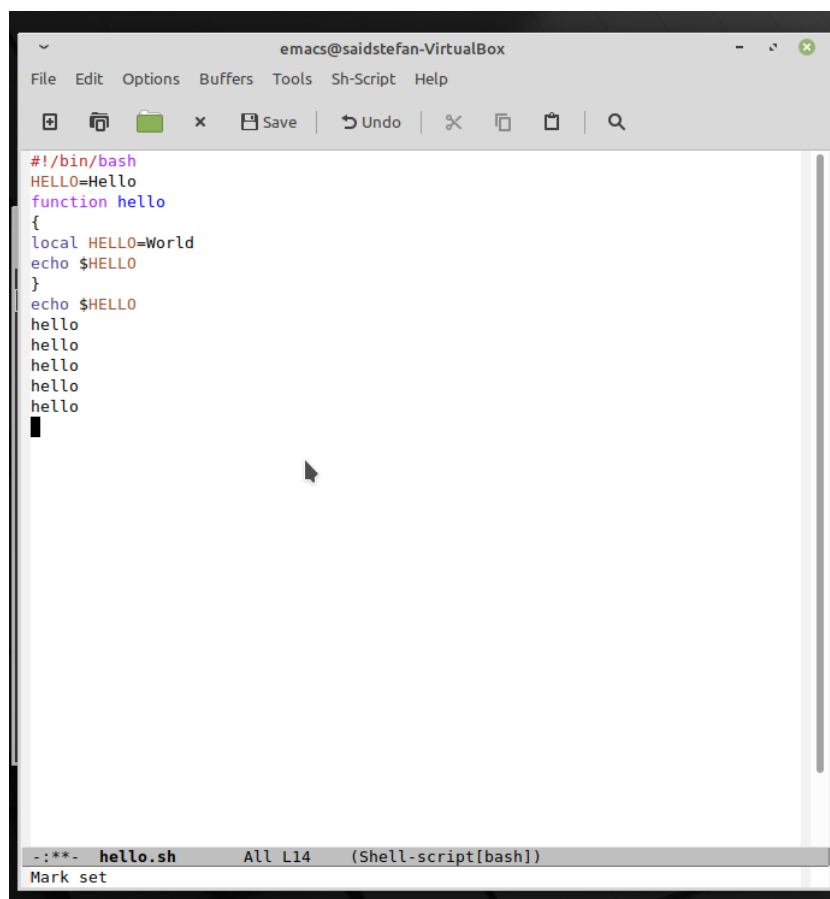 emacs@saidstefan-VirtualBox
File Edit Options Buffers Tools Sh-Script Help
Save Undo
#!/bin/bash
HELLO=Hello
function hello
{
local HELLO=World
echo $HELLO
}
echo $HELLO
hello
hello
hello
hello
hello
-:**- hello.sh All L14 (Shell-script[bash])
Mark set